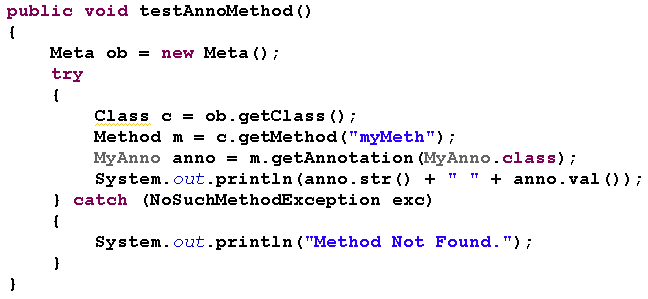 public void testAnnoMethod()
{
    Meta ob = new Meta();
    try
    {
        Class c = ob.getClass();
        Method m = c.getMethod("myMeth");
        MyAnno anno = m.getAnnotation(MyAnno.class);
        System.out.println(anno.str() + " " + anno.val());
    } catch (NoSuchMethodException exc)
    {
        System.out.println("Method Not Found.");
    }
}